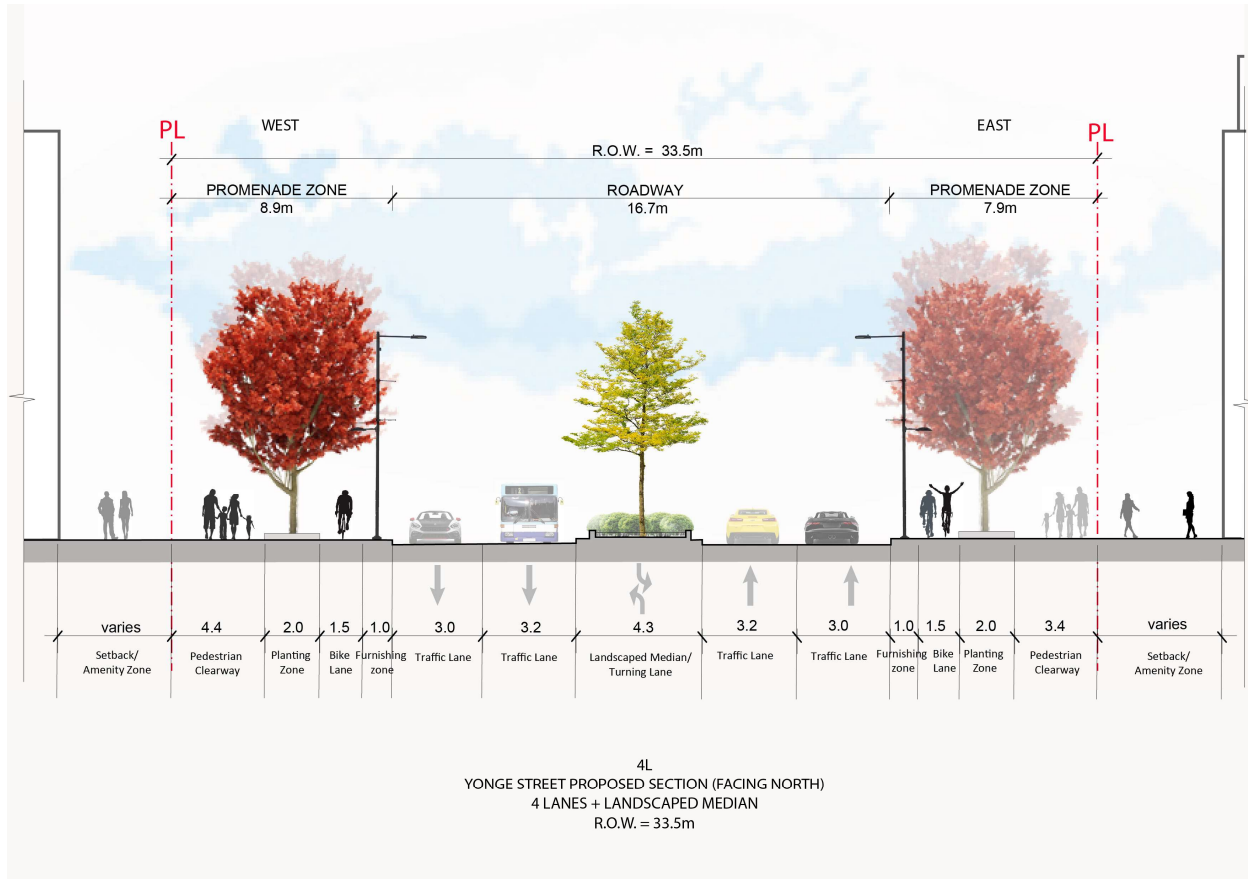 WEST
EAST
PL
PL
R.O.W. = 33.5m
PROMENADE ZONE
8.9m
ROADWAY
16.7m
PROMENADE ZONE
7.9m
varies
4.4
2.0
1.5
1.0
3.0
3.2
4.3
3.2
3.0
1.0
1.5
2.0
3.4
varies
Setback/
Amenity Zone
Pedestrian
Clearway
Planting
Zone
Bike
Lane
Furnishing
zone
Traffic Lane
Traffic Lane
Landscaped Median/
Turning Lane
Traffic Lane
Traffic Lane
Furnishing
zone
Bike
Lane
Planting
Zone
Pedestrian
Clearway
Setback/
Amenity Zone
4L
YONGE STREET PROPOSED SECTION (FACING NORTH)
4 LANES + LANDSCAPED MEDIAN
R.O.W. = 33.5m